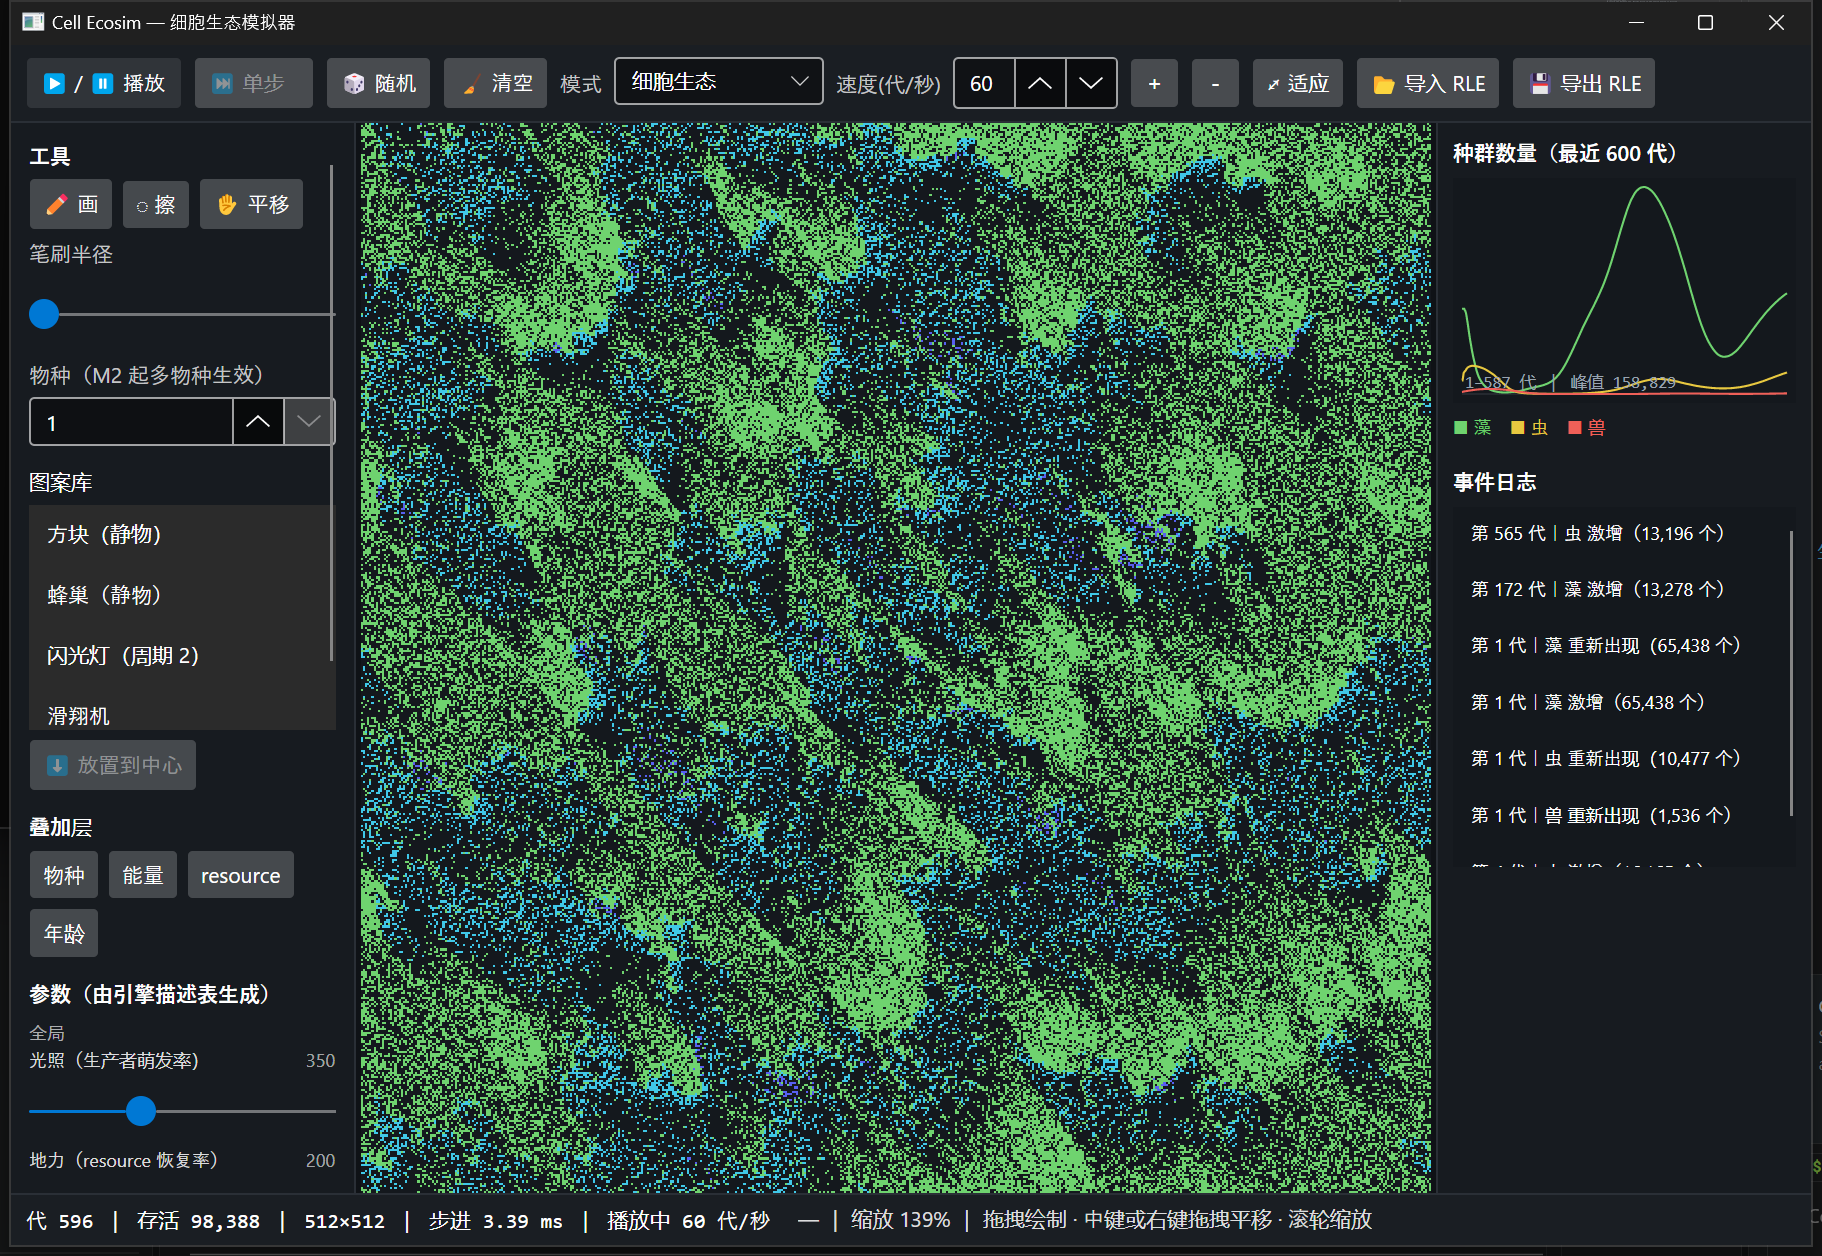 Cell Ecosim — 细胞生态模拟器
/ 播放 单步 随机 清空 模式 细胞生态 速度(代/秒) 60 + - 适应 导入 RLE 导出 RLE
工具
画 擦 平移
笔刷半径
物种（M2 起多物种生效）
1
图案库
方块（静物）
蜂巢（静物）
闪光灯（周期 2）
滑翔机
放置到中心
叠加层
物种 能量 resource
年龄
参数（由引擎描述表生成）
全局
光照（生产者萌发率） 350
地力（resource 恢复率） 200
种群数量（最近 600 代）
1–587 代 | 峰值 158,829
藻 虫 兽
事件日志
第 565 代 | 虫 激增（13,196 个）
第 172 代 | 藻 激增（13,278 个）
第 1 代 | 藻 重新出现（65,438 个）
第 1 代 | 藻 激增（65,438 个）
第 1 代 | 虫 重新出现（10,477 个）
第 1 代 | 兽 重新出现（1,536 个）
代 596 | 存活 98,388 | 512×512 | 步进 3.39 ms | 播放中 60 代/秒 — | 缩放 139% | 拖拽绘制 · 中键或右键拖拽平移 · 滚轮缩放